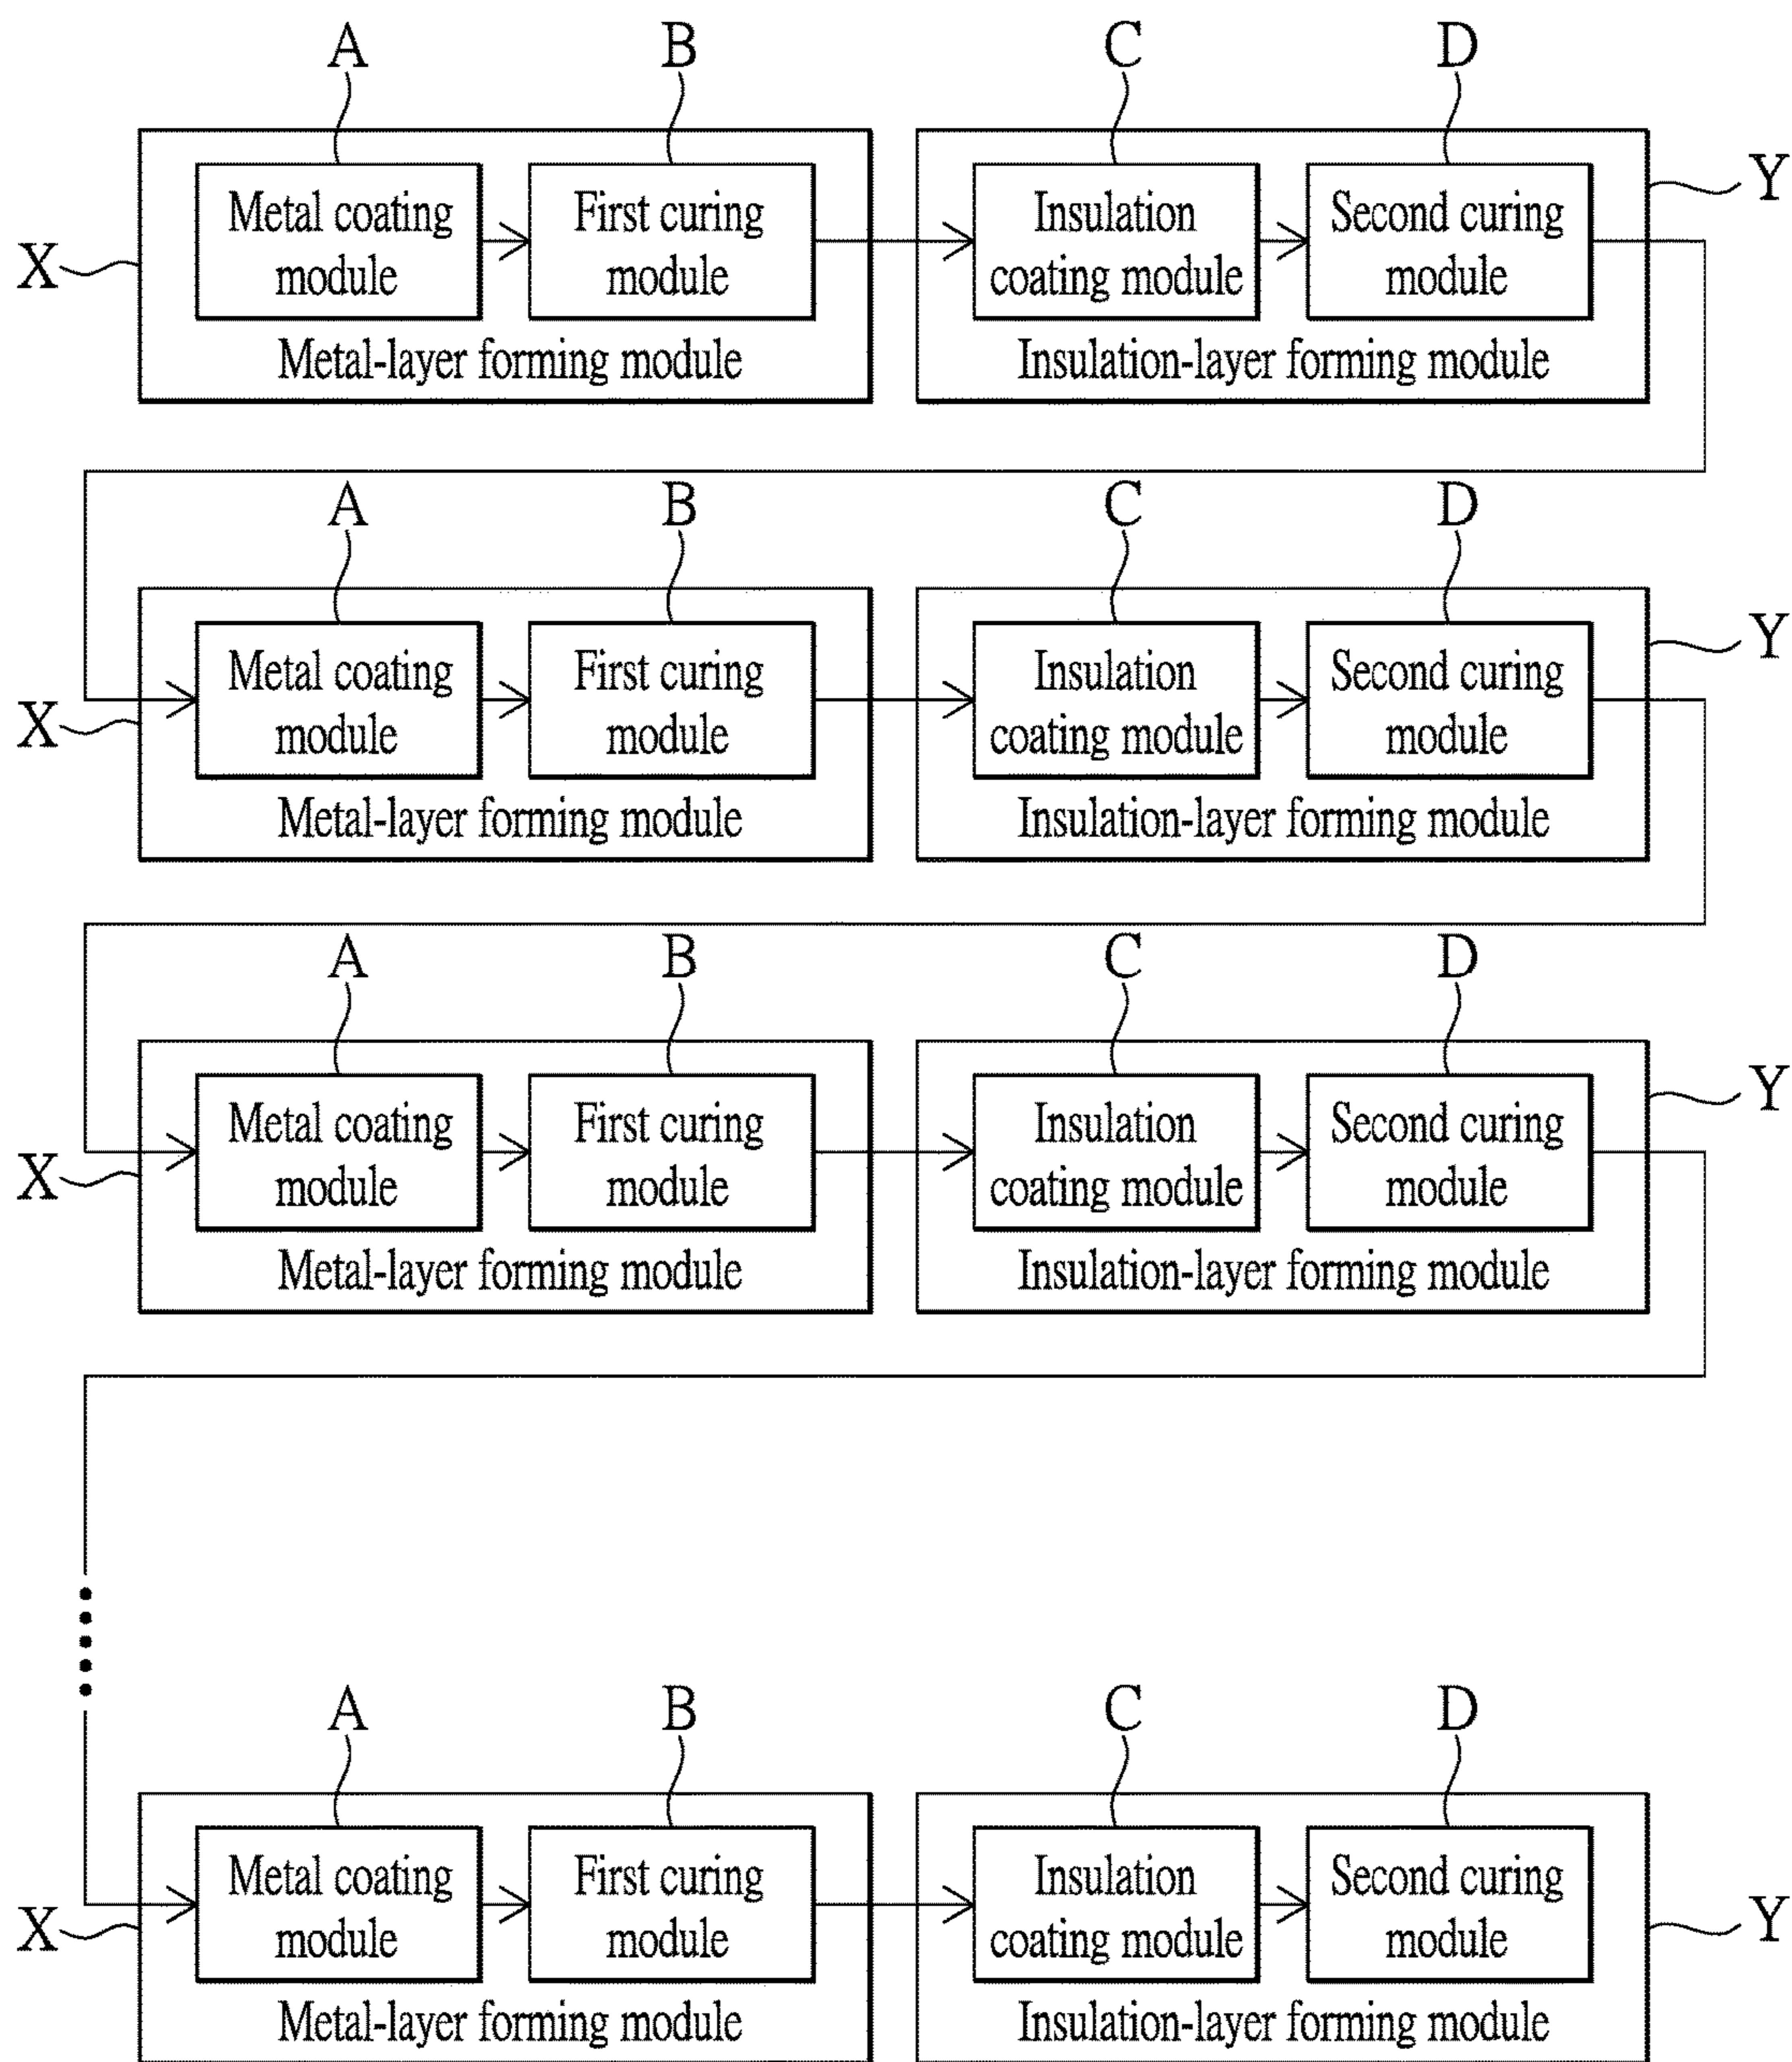 A B C D
X Y
Metal coating
module
First curing
module
Insulation
coating module
Second curing
module
Metal-layer forming module
Insulation-layer forming module
A B C D
X Y
Metal coating
module
First curing
module
Insulation
coating module
Second curing
module
Metal-layer forming module
Insulation-layer forming module
A B C D
X Y
Metal coating
module
First curing
module
Insulation
coating module
Second curing
module
Metal-layer forming module
Insulation-layer forming module
A B C D
X Y
Metal coating
module
First curing
module
Insulation
coating module
Second curing
module
Metal-layer forming module
Insulation-layer forming module